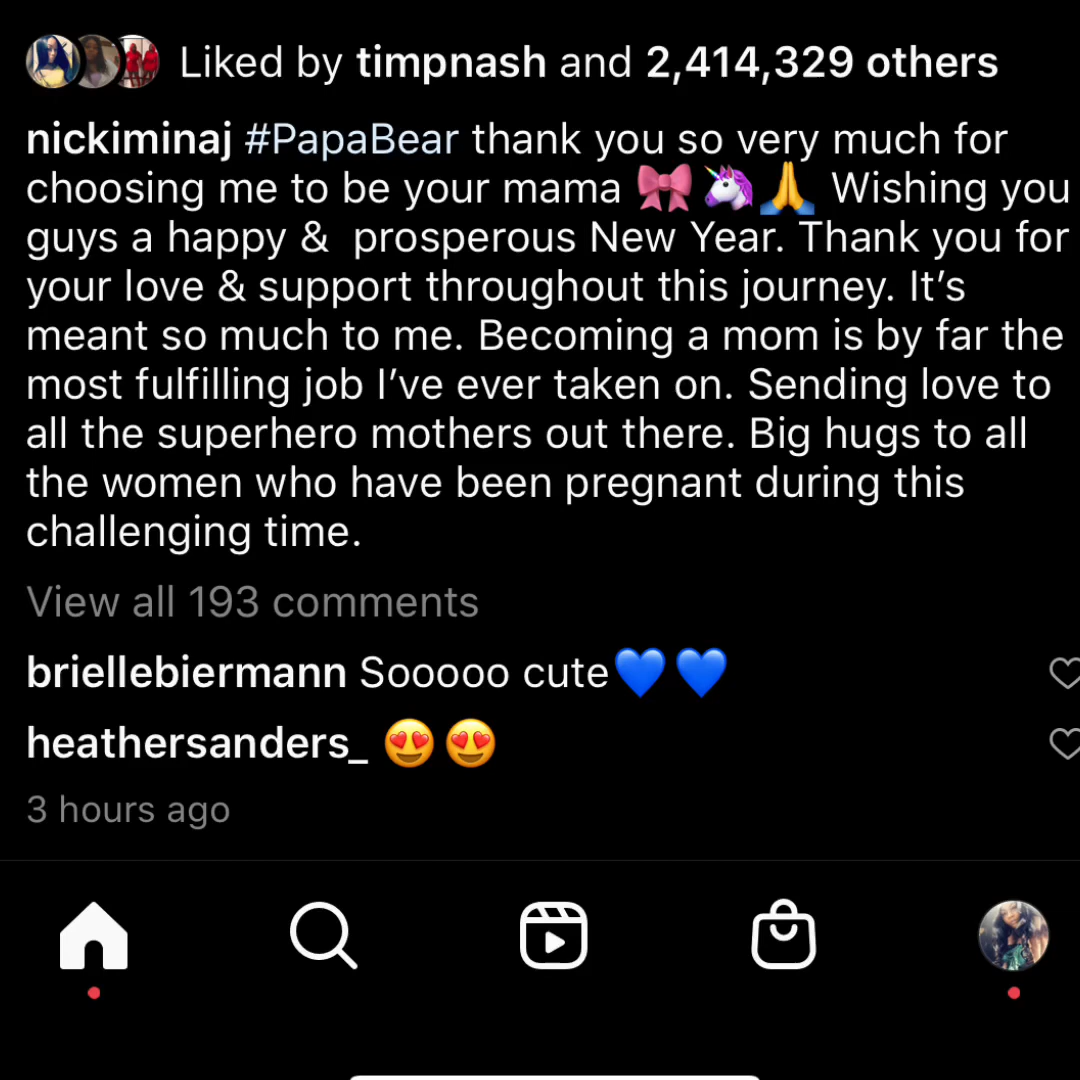 Liked by timpnash and 2,414,329 others
nickiminaj #PapaBear thank you so very much for
choosing me to be your mama 🎀🦄🙏 Wishing you
guys a happy &  prosperous New Year. Thank you for
your love & support throughout this journey. It’s
meant so much to me. Becoming a mom is by far the
most fulfilling job I’ve ever taken on. Sending love to
all the superhero mothers out there. Big hugs to all
the women who have been pregnant during this
challenging time.
View all 193 comments
briellebiermann Sooooo cute💙💙
heathersanders_ 😍😍
3 hours ago